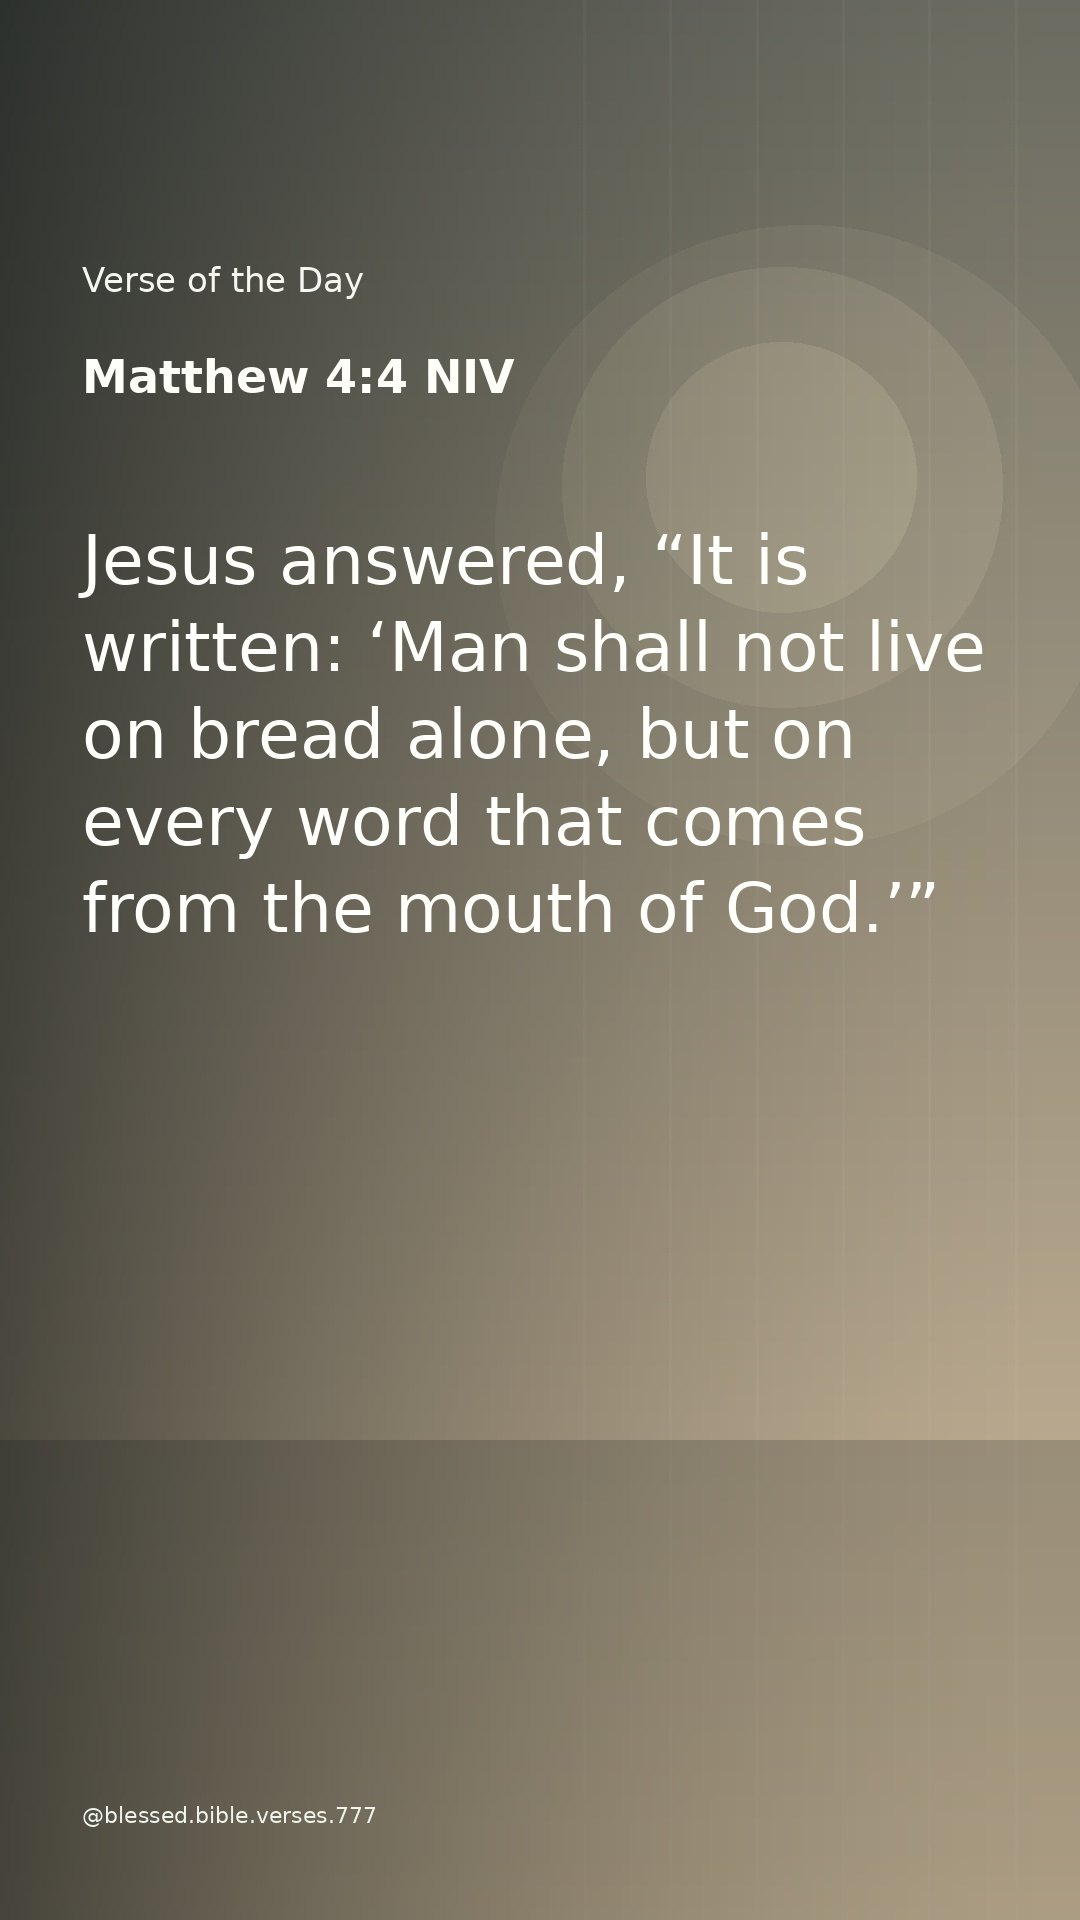 Verse of the Day
Matthew 4:4 NIV
Jesus answered, “It is
written: ‘Man shall not live
on bread alone, but on
every word that comes
from the mouth of God.’”
@blessed.bible.verses.777